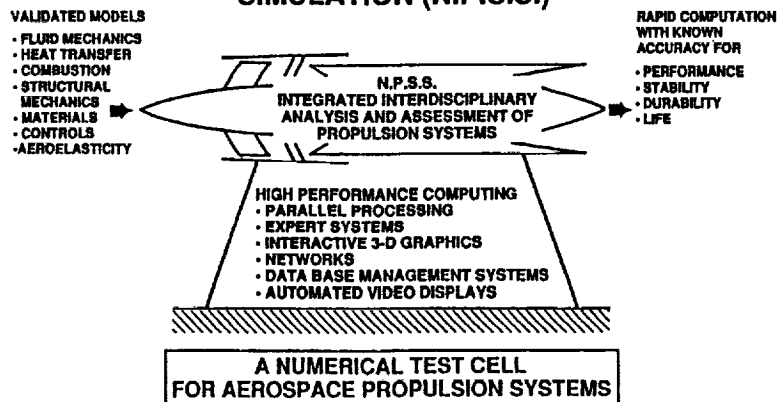 SIMULATION (N.P.S.S.)
VALIDATED MODELS
• FLUID MECHANICS
• HEAT TRANSFER
• COMBUSTION
• STRUCTURAL
MECHANICS
• MATERIALS
• CONTROLS
•AEROELASTICITY
N.P.S.S.
INTEGRATED INTERDISCIPLINARY
ANALYSIS AND ASSESSMENT OF
PROPULSION SYSTEMS
RAPID COMPUTATION
WITH KNOWN
ACCURACY FOR
• PERFORMANCE
• STABILITY
• DURABILITY
• LIFE
HIGH PERFORMANCE COMPUTING
• PARALLEL PROCESSING
• EXPERT SYSTEMS
• INTERACTIVE 3-D GRAPHICS
• NETWORKS
• DATA BASE MANAGEMENT SYSTEMS
• AUTOMATED VIDEO DISPLAYS
A NUMERICAL TEST CELL
FOR AEROSPACE PROPULSION SYSTEMS